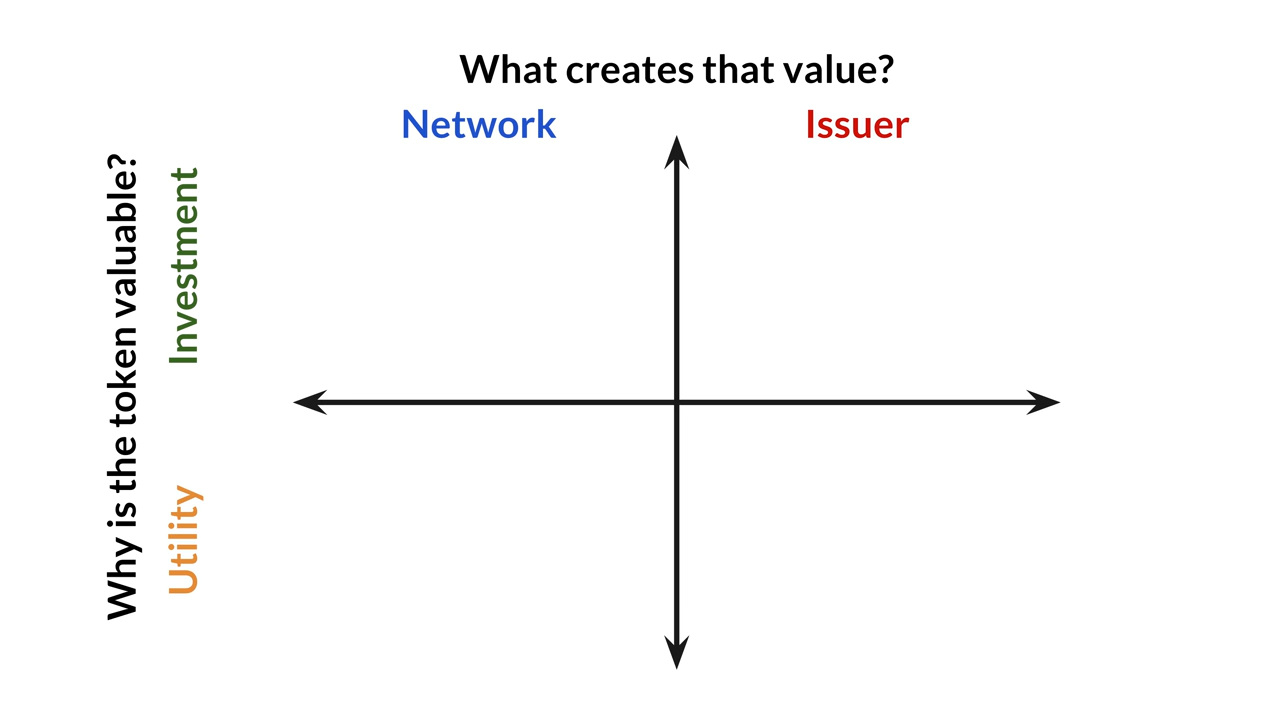 What creates that value?
Network
Issuer
Why is the token valuable?
Investment
Utility